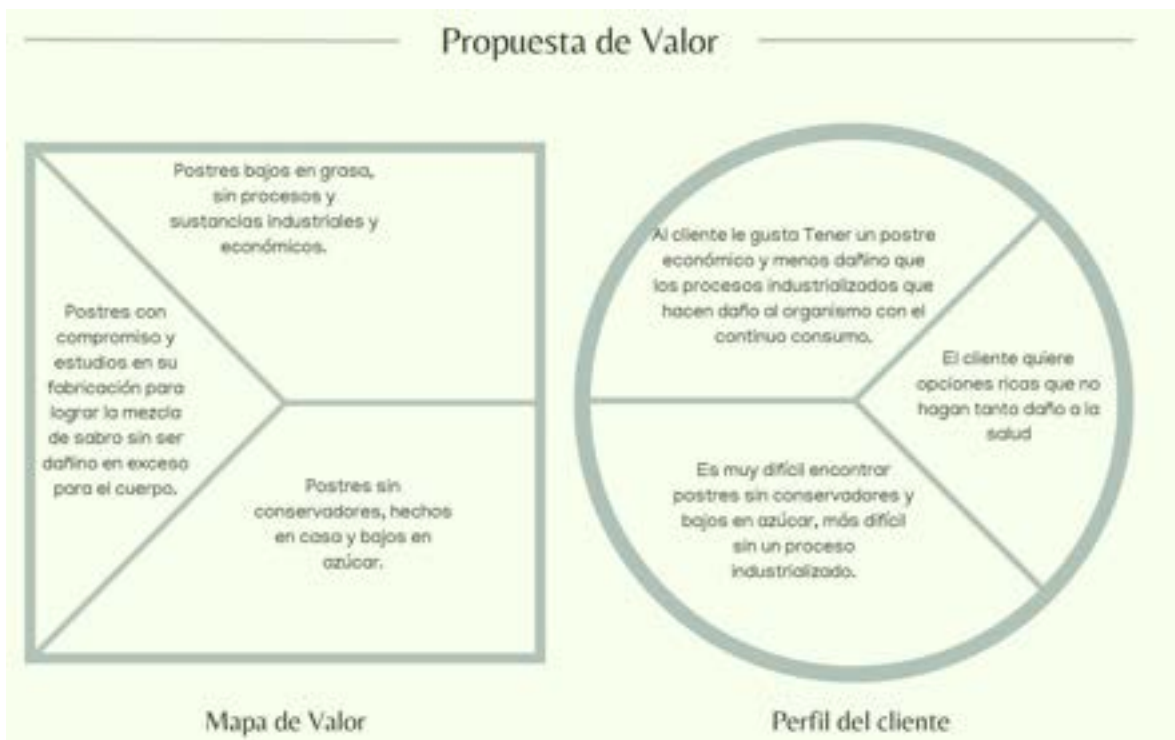 Propuesta de Valor
Postres bajos en grasa,
sin procesos y
sustancias industriales y
económicos.
Postres con
compromiso y
estudios en su
fabricación para
lograr la mezcla
de sabro sin ser
dañino en exceso
para el cuerpo.
Postres sin
conservadores, hechos
en casa y bajos en
azúcar.
Mapa de Valor
Al cliente le gusta Tener un postre
económico y menos dañino que
los procesos industrializados que
hacen daño al organismo con el
continuo consumo.
El cliente quiere
opciones ricas que no
hagan tanto daño a la
salud
Es muy difícil encontrar
postres sin conservadores y
bajos en azúcar, más difícil
sin un proceso
industrializado.
Perfil del cliente